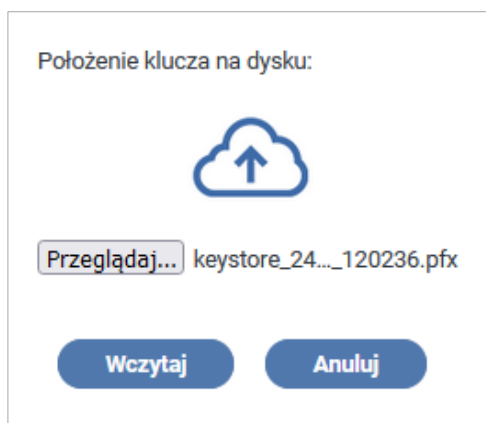 Położenie klucza na dysku:
Przeglądaj... keystore_24..._120236.pfx
Wczytaj Anuluj